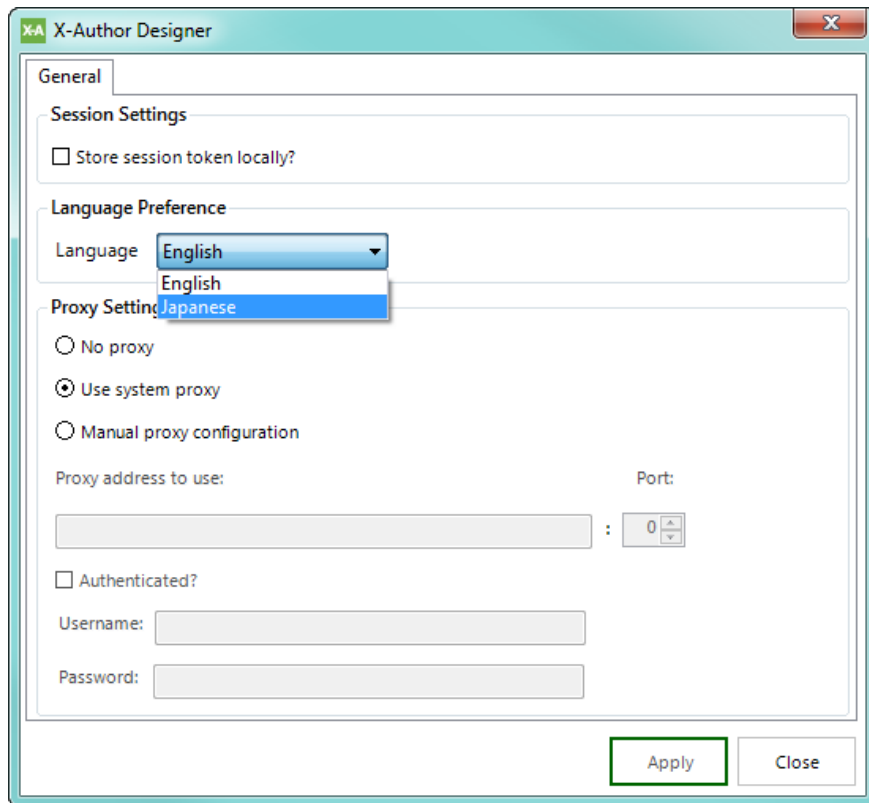 X-A X-Author Designer
General
Session Settings
Store session token locally?
Language Preference
Language English
English
Japanese
Proxy Setting
No proxy
Use system proxy
Manual proxy configuration
Proxy address to use: Port:
: 0
Authenticated?
Username:
Password:
Apply Close